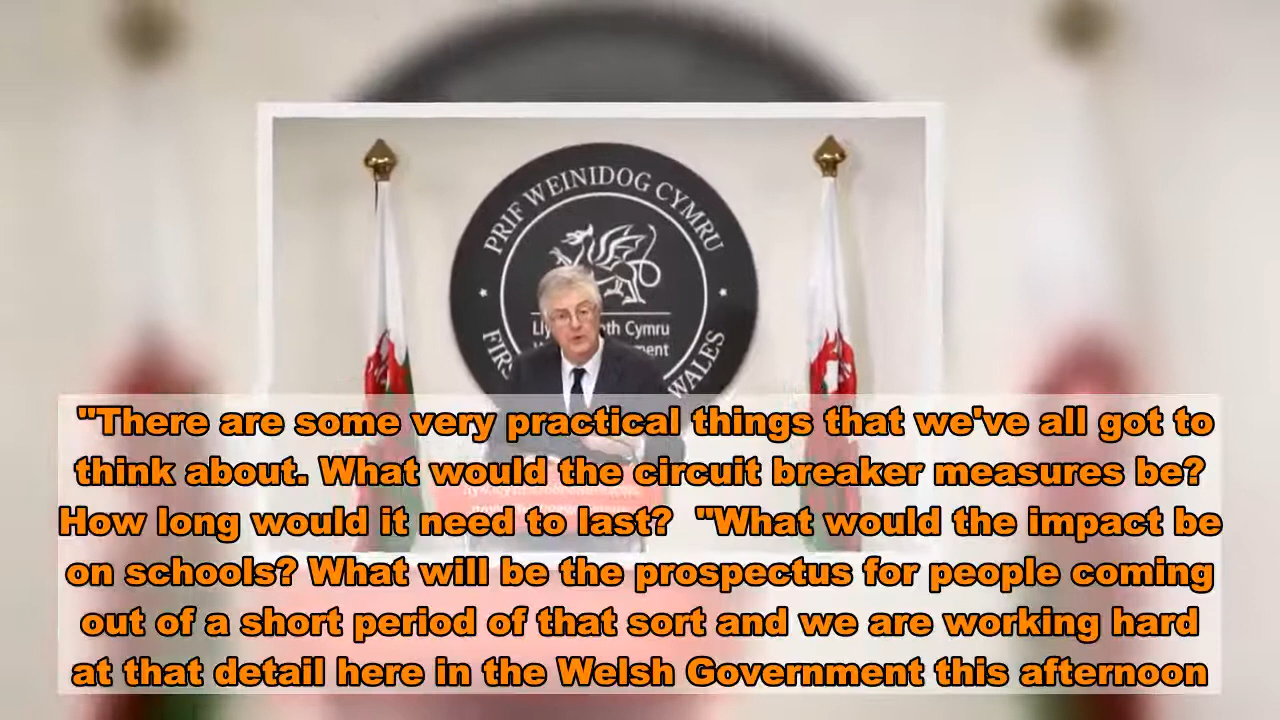 PRIF WEINIDOG CYMRU
Cymru
WALES
"There are some very practical things that we've all got to
think about. What would the circuit breaker measures be?
How long would it need to last?  "What would the impact be
on schools? What will be the prospectus for people coming
out of a short period of that sort and we are working hard
at that detail here in the Welsh Government this afternoon